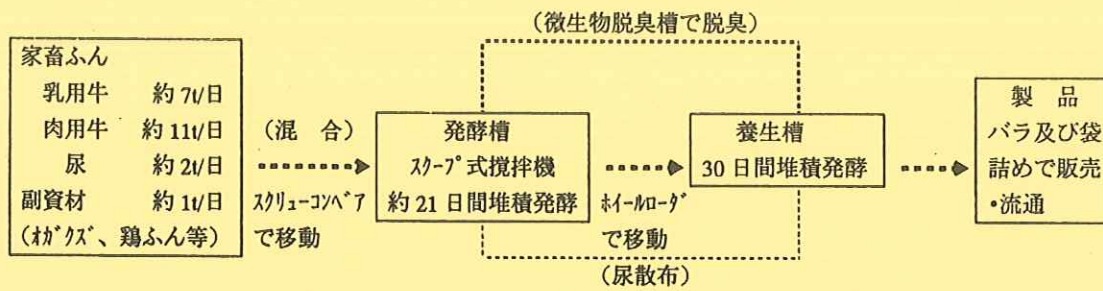 (微生物脱臭槽で脱臭)
家畜ふん
乳用牛 約7t/日
肉用牛 約11t/日
尿 約2t/日
副資材 約1t/日
(ｵｶﾞｸｽﾞ、鶏ふん等)
(混 合)
ｽｸﾘｭｰｺﾝﾍﾞｱ
で移動
発酵槽
ｽｸｰﾌﾟ式撹拌機
約21日間堆積発酵
ﾎｲｰﾙﾛｰﾀﾞ
で移動
(尿散布)
養生槽
30日間堆積発酵
製 品
バラ及び袋
詰めで販売
•流通